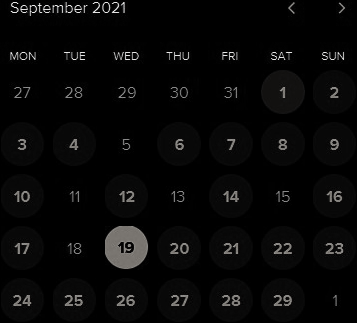 September 2021
MON TUE WED THU FRI SAT SUN
27 28 29 30 31 1 2
3 4 5 6 7 8 9
10 11 12 13 14 15 16
17 18 19 20 21 22 23
24 25 26 27 28 29 1